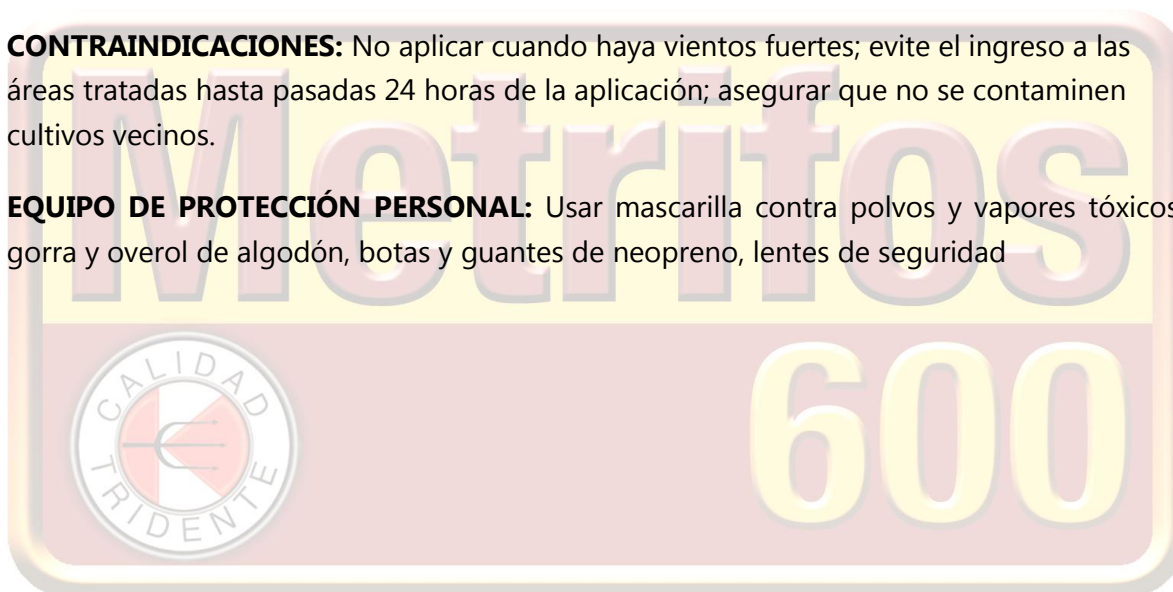 CONTRAINDICACIONES: No aplicar cuando haya vientos fuertes; evite el ingreso a las
áreas tratadas hasta pasadas 24 horas de la aplicación; asegurar que no se contaminen
cultivos vecinos.
EQUIPO DE PROTECCIÓN PERSONAL: Usar mascarilla contra polvos y vapores tóxicos
gorra y overol de algodón, botas y guantes de neopreno, lentes de seguridad
Metrifos
600
CALIDAD
TRIDENTE